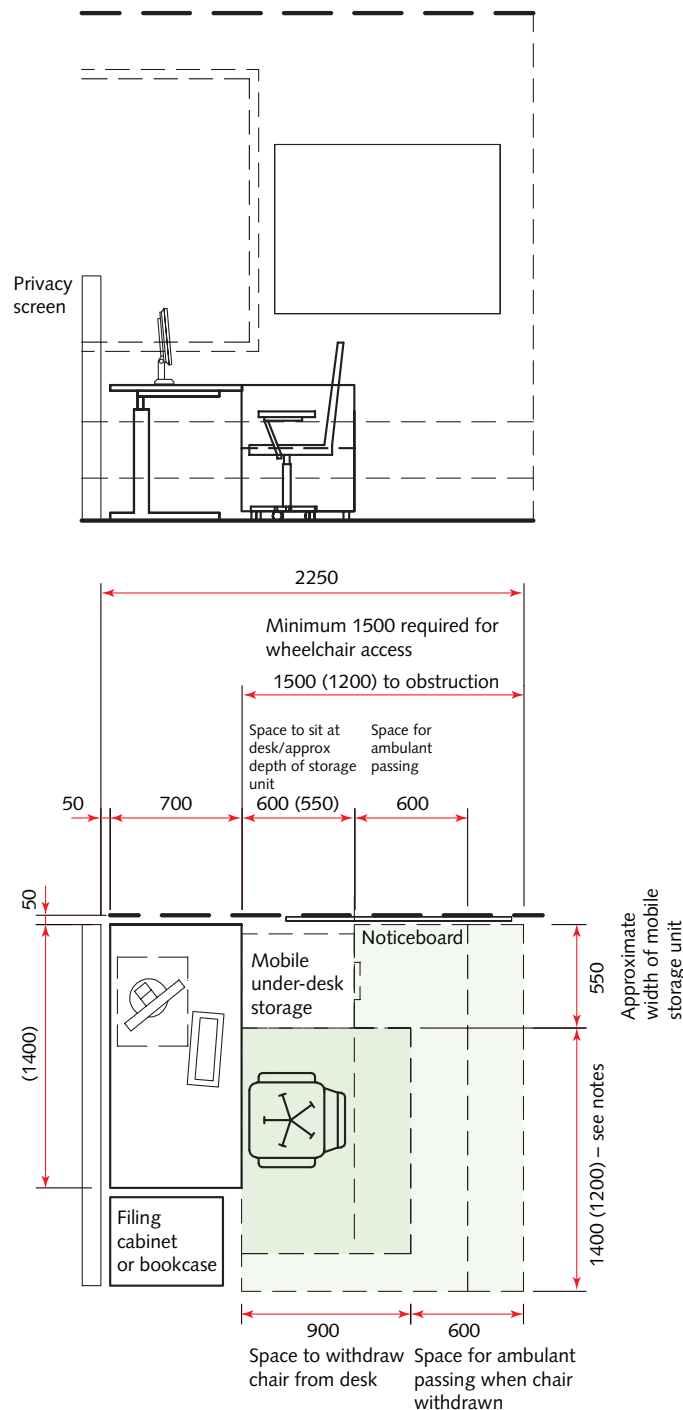 Privacy
screen
2250
Minimum 1500 required for
wheelchair access
1500 (1200) to obstruction
Space to sit at
desk/approx
depth of storage
unit
Space for
ambulant
passing
50
700
600 (550)
600
50
Noticeboard
Mobile
under-desk
storage
550
Approximate
width of mobile
storage unit
(1400)
1400 (1200) – see notes
Filing
cabinet
or bookcase
900
Space to withdraw
chair from desk
600
Space for ambulant
passing when chair
withdrawn